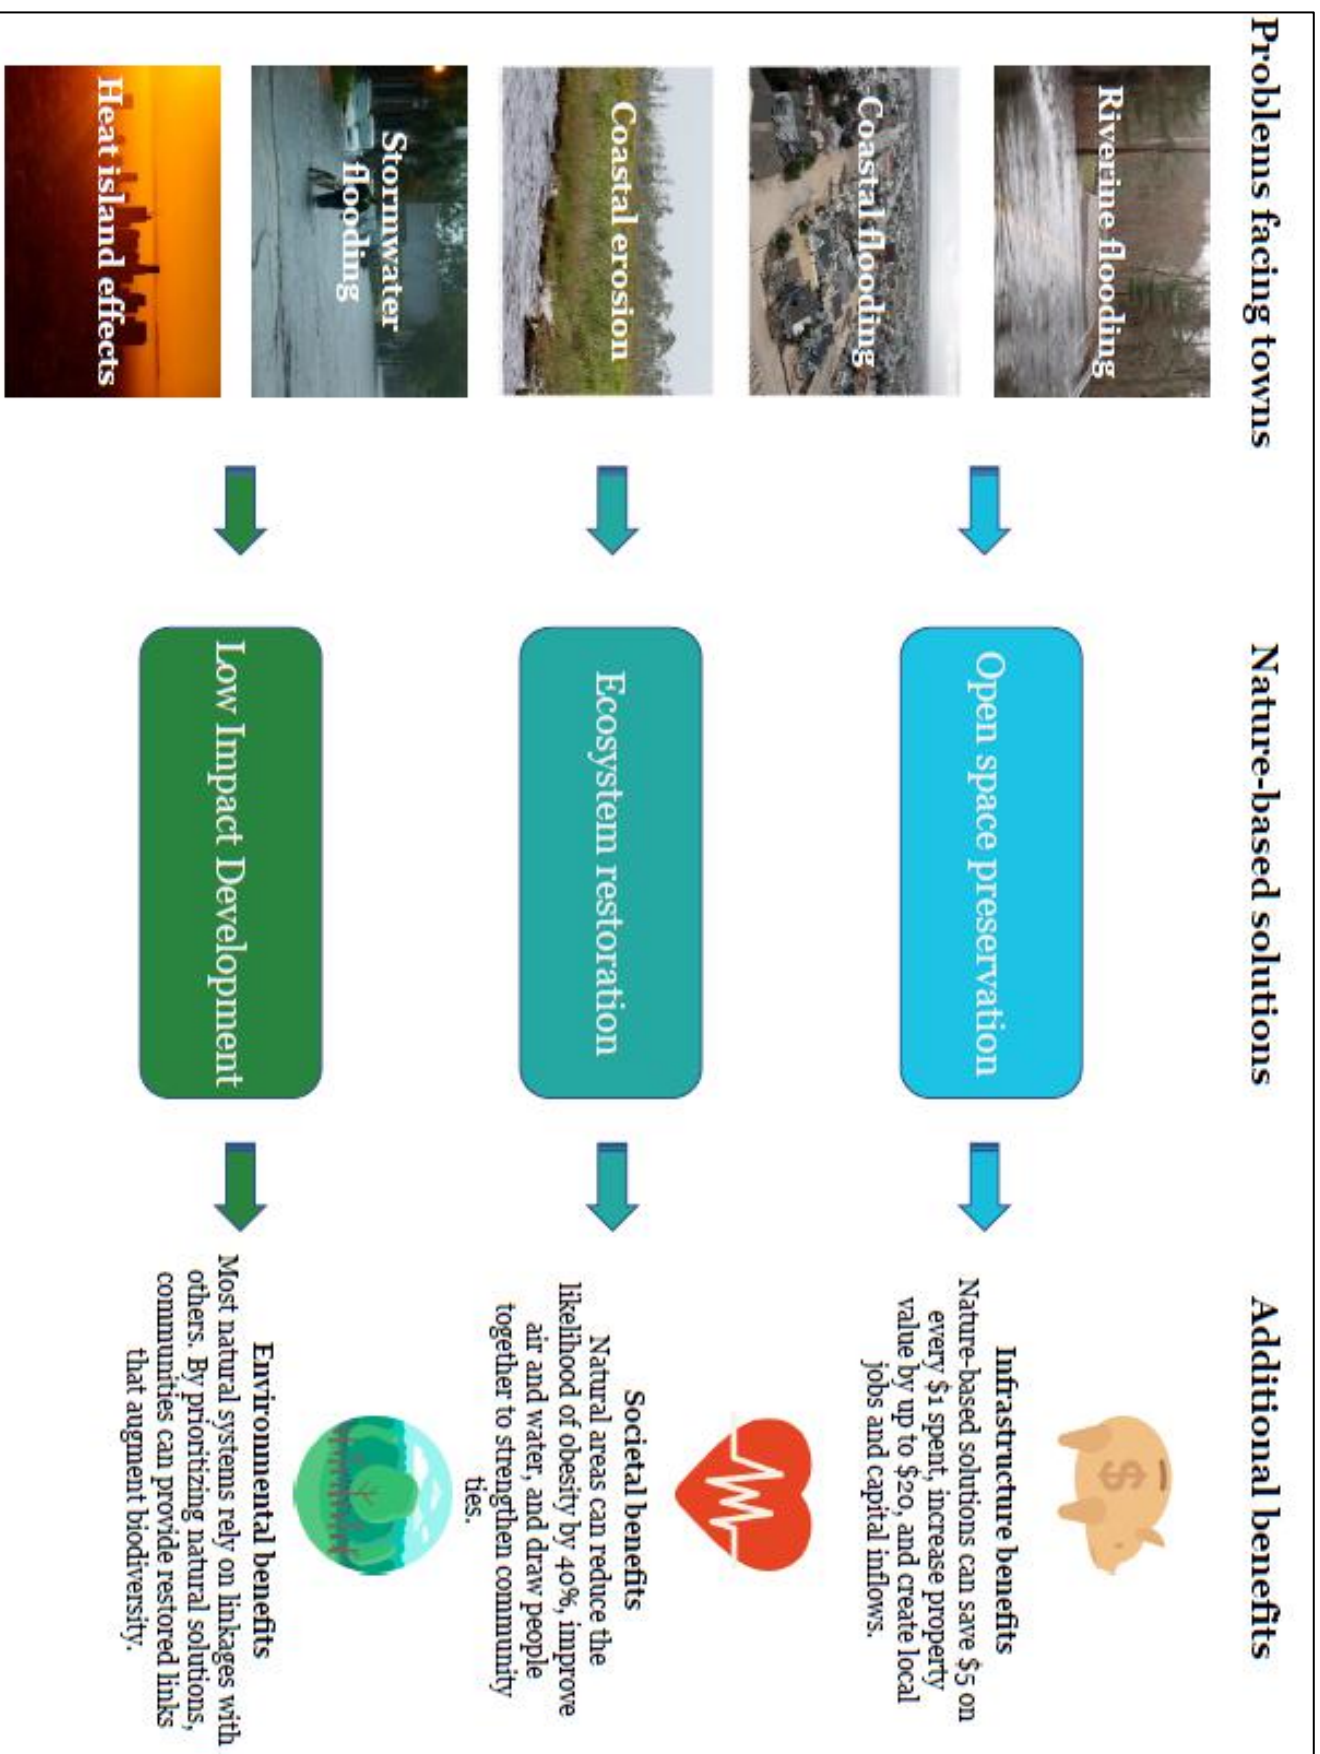 Problems facing towns
Riverine flooding
Coastal flooding
Coastal erosion
Stormwater
flooding
Heat island effects
Nature-based solutions
Open space preservation
Ecosystem restoration
Low Impact Development
Additional benefits
$
Infrastructure benefits
Nature-based solutions can save $5 on
every $1 spent, increase property
value by up to $20, and create local
jobs and capital inflows.
Societal benefits
Natural areas can reduce the
likelihood of obesity by 40%, improve
air and water, and draw people
together to strengthen community
ties.
Environmental benefits
Most natural systems rely on linkages with
others. By prioritizing natural solutions,
communities can provide restored links
that augment biodiversity.